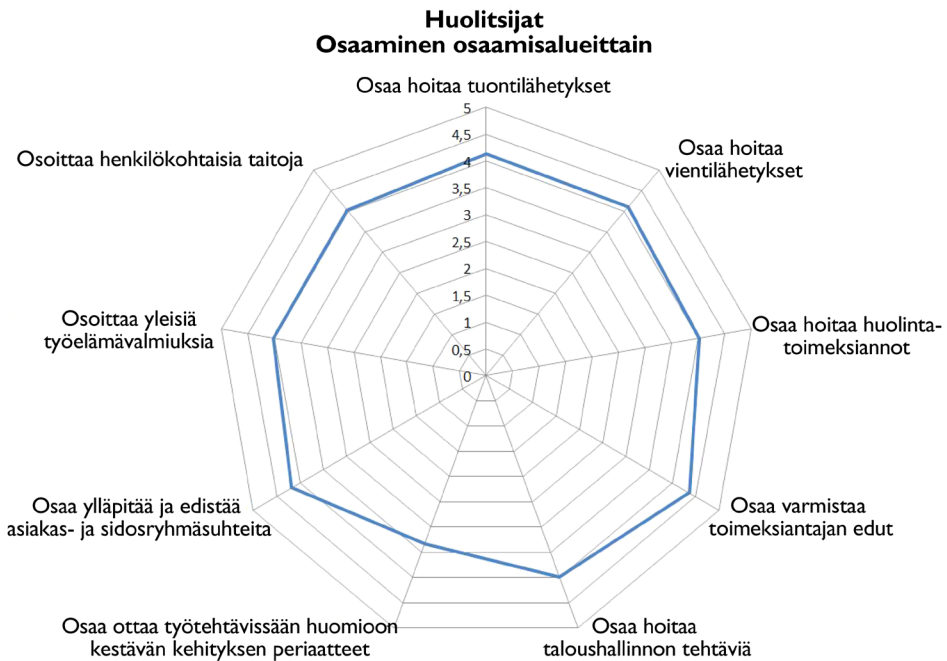 Huolitsijat
Osaaminen osaamisalueittain
Osaa hoitaa tuontilähetykset
Osaa hoitaa
vientilähetykset
Osaa hoitaa huolinta-
toimeksiannot
Osaa varmistaa
toimeksiantajan edut
Osaa hoitaa
taloushallinnon tehtäviä
Osaa ottaa työtehtävissään huomioon
kestävän kehityksen periaatteet
Osaa ylläpitää ja edistää
asiakas- ja sidosryhmäsuhteita
Osoittaa yleisiä
työelämävalmiuksia
Osoittaa henkilökohtaisia taitoja
5
4,5
4
3,5
3
2,5
2
1,5
1
0,5
0